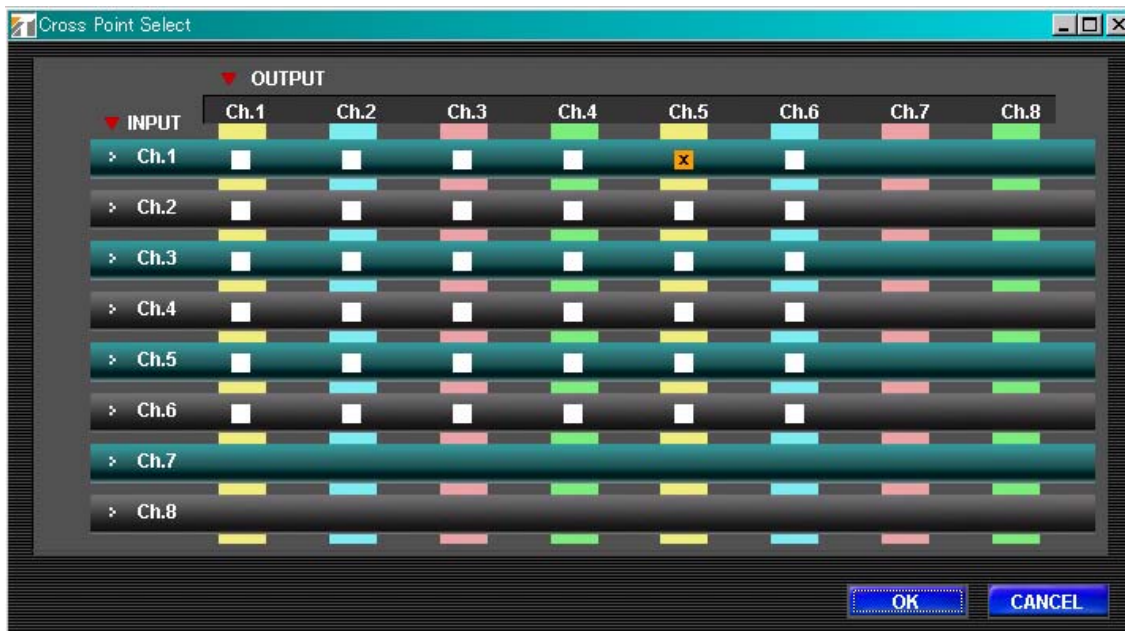 Cross Point Select
OUTPUT
INPUT Ch.1 Ch.2 Ch.3 Ch.4 Ch.5 Ch.6 Ch.7 Ch.8
Ch.1 x
Ch.2
Ch.3
Ch.4
Ch.5
Ch.6
Ch.7
Ch.8
OK CANCEL